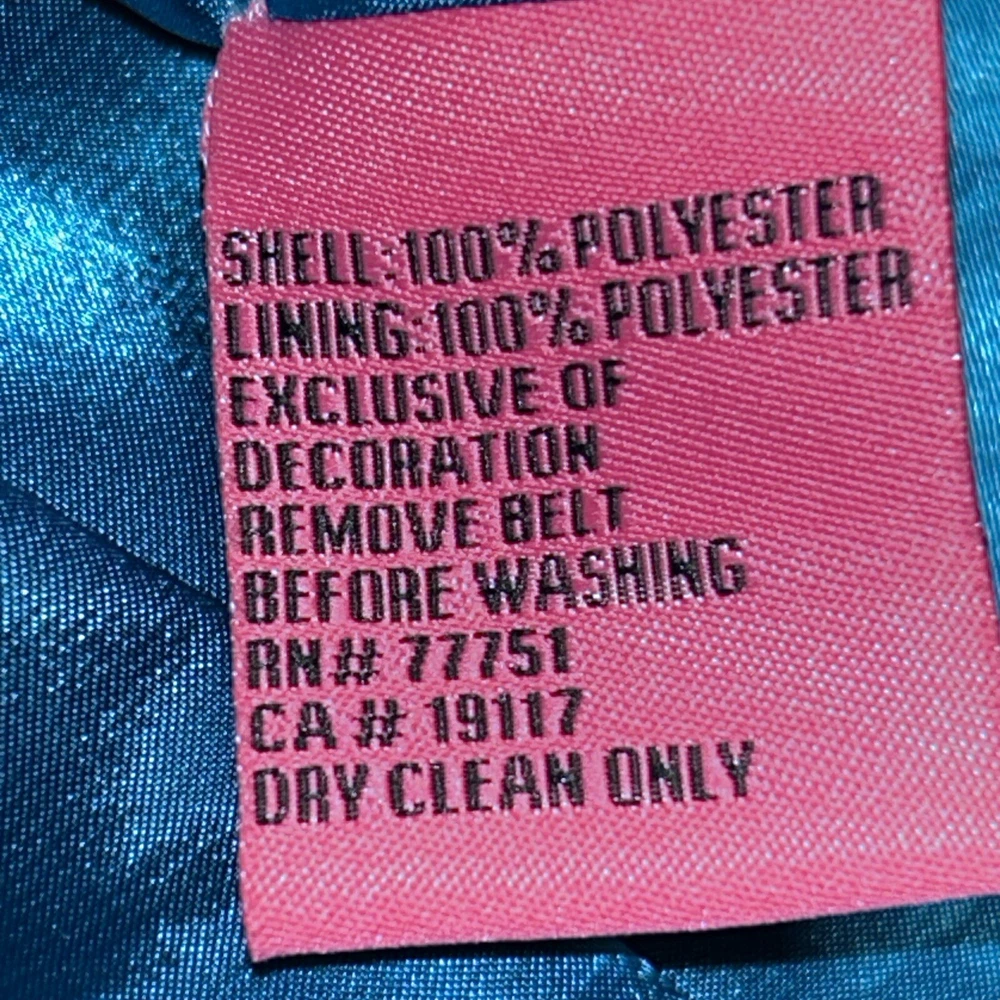 SHELL:100% POLYESTER
LINING:100% POLYESTER
EXCLUSIVE OF
DECORATION
REMOVE BELT
BEFORE WASHING
RN# 77751
CA # 19117
DRY CLEAN ONLY